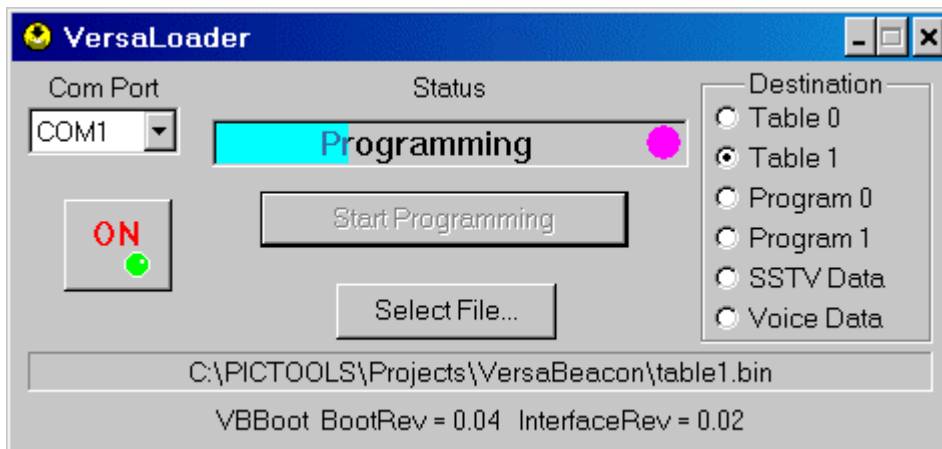 VersaLoader
Com Port
COM1
ON
Status
Programming
Start Programming
Select File...
Destination
Table 0
Table 1
Program 0
Program 1
SSTV Data
Voice Data
C:\PICTOOLS\Projects\VersaBeacon\table1.bin
VBBoot BootRev = 0.04 InterfaceRev = 0.02